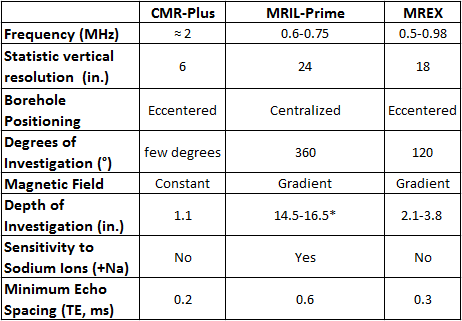 CMR-Plus MRIL-Prime MREX
Frequency (MHz) ≈ 2 0.6-0.75 0.5-0.98
Statistic vertical
resolution (in.) 6 24 18
Borehole
Positioning Eccentered Centralized Eccentered
Degrees of
Investigation (°) few degrees 360 120
Magnetic Field Constant Gradient Gradient
Depth of
Investigation (in.) 1.1 14.5-16.5* 2.1-3.8
Sensitivity to
Sodium Ions (+Na) No Yes No
Minimum Echo
Spacing (TE, ms) 0.2 0.6 0.3